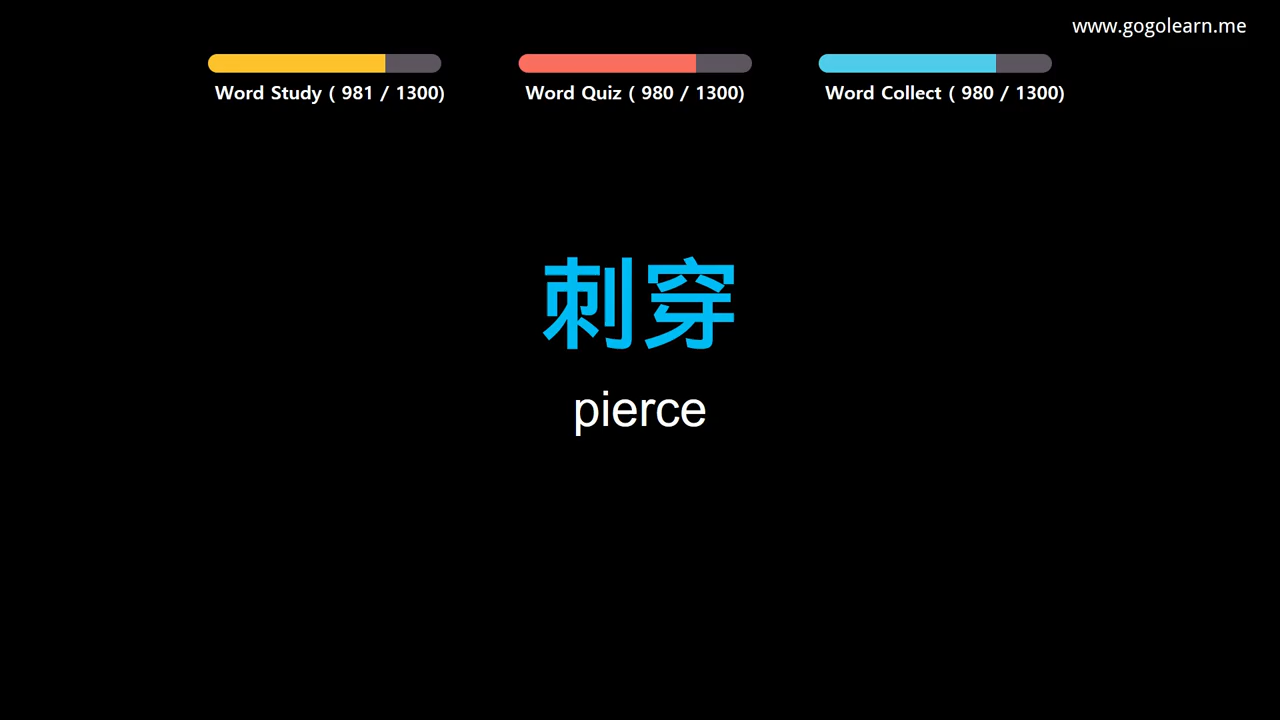 www.gogolearn.me
Word Study ( 981 / 1300)
Word Quiz ( 980 / 1300)
Word Collect ( 980 / 1300)
刺穿
pierce